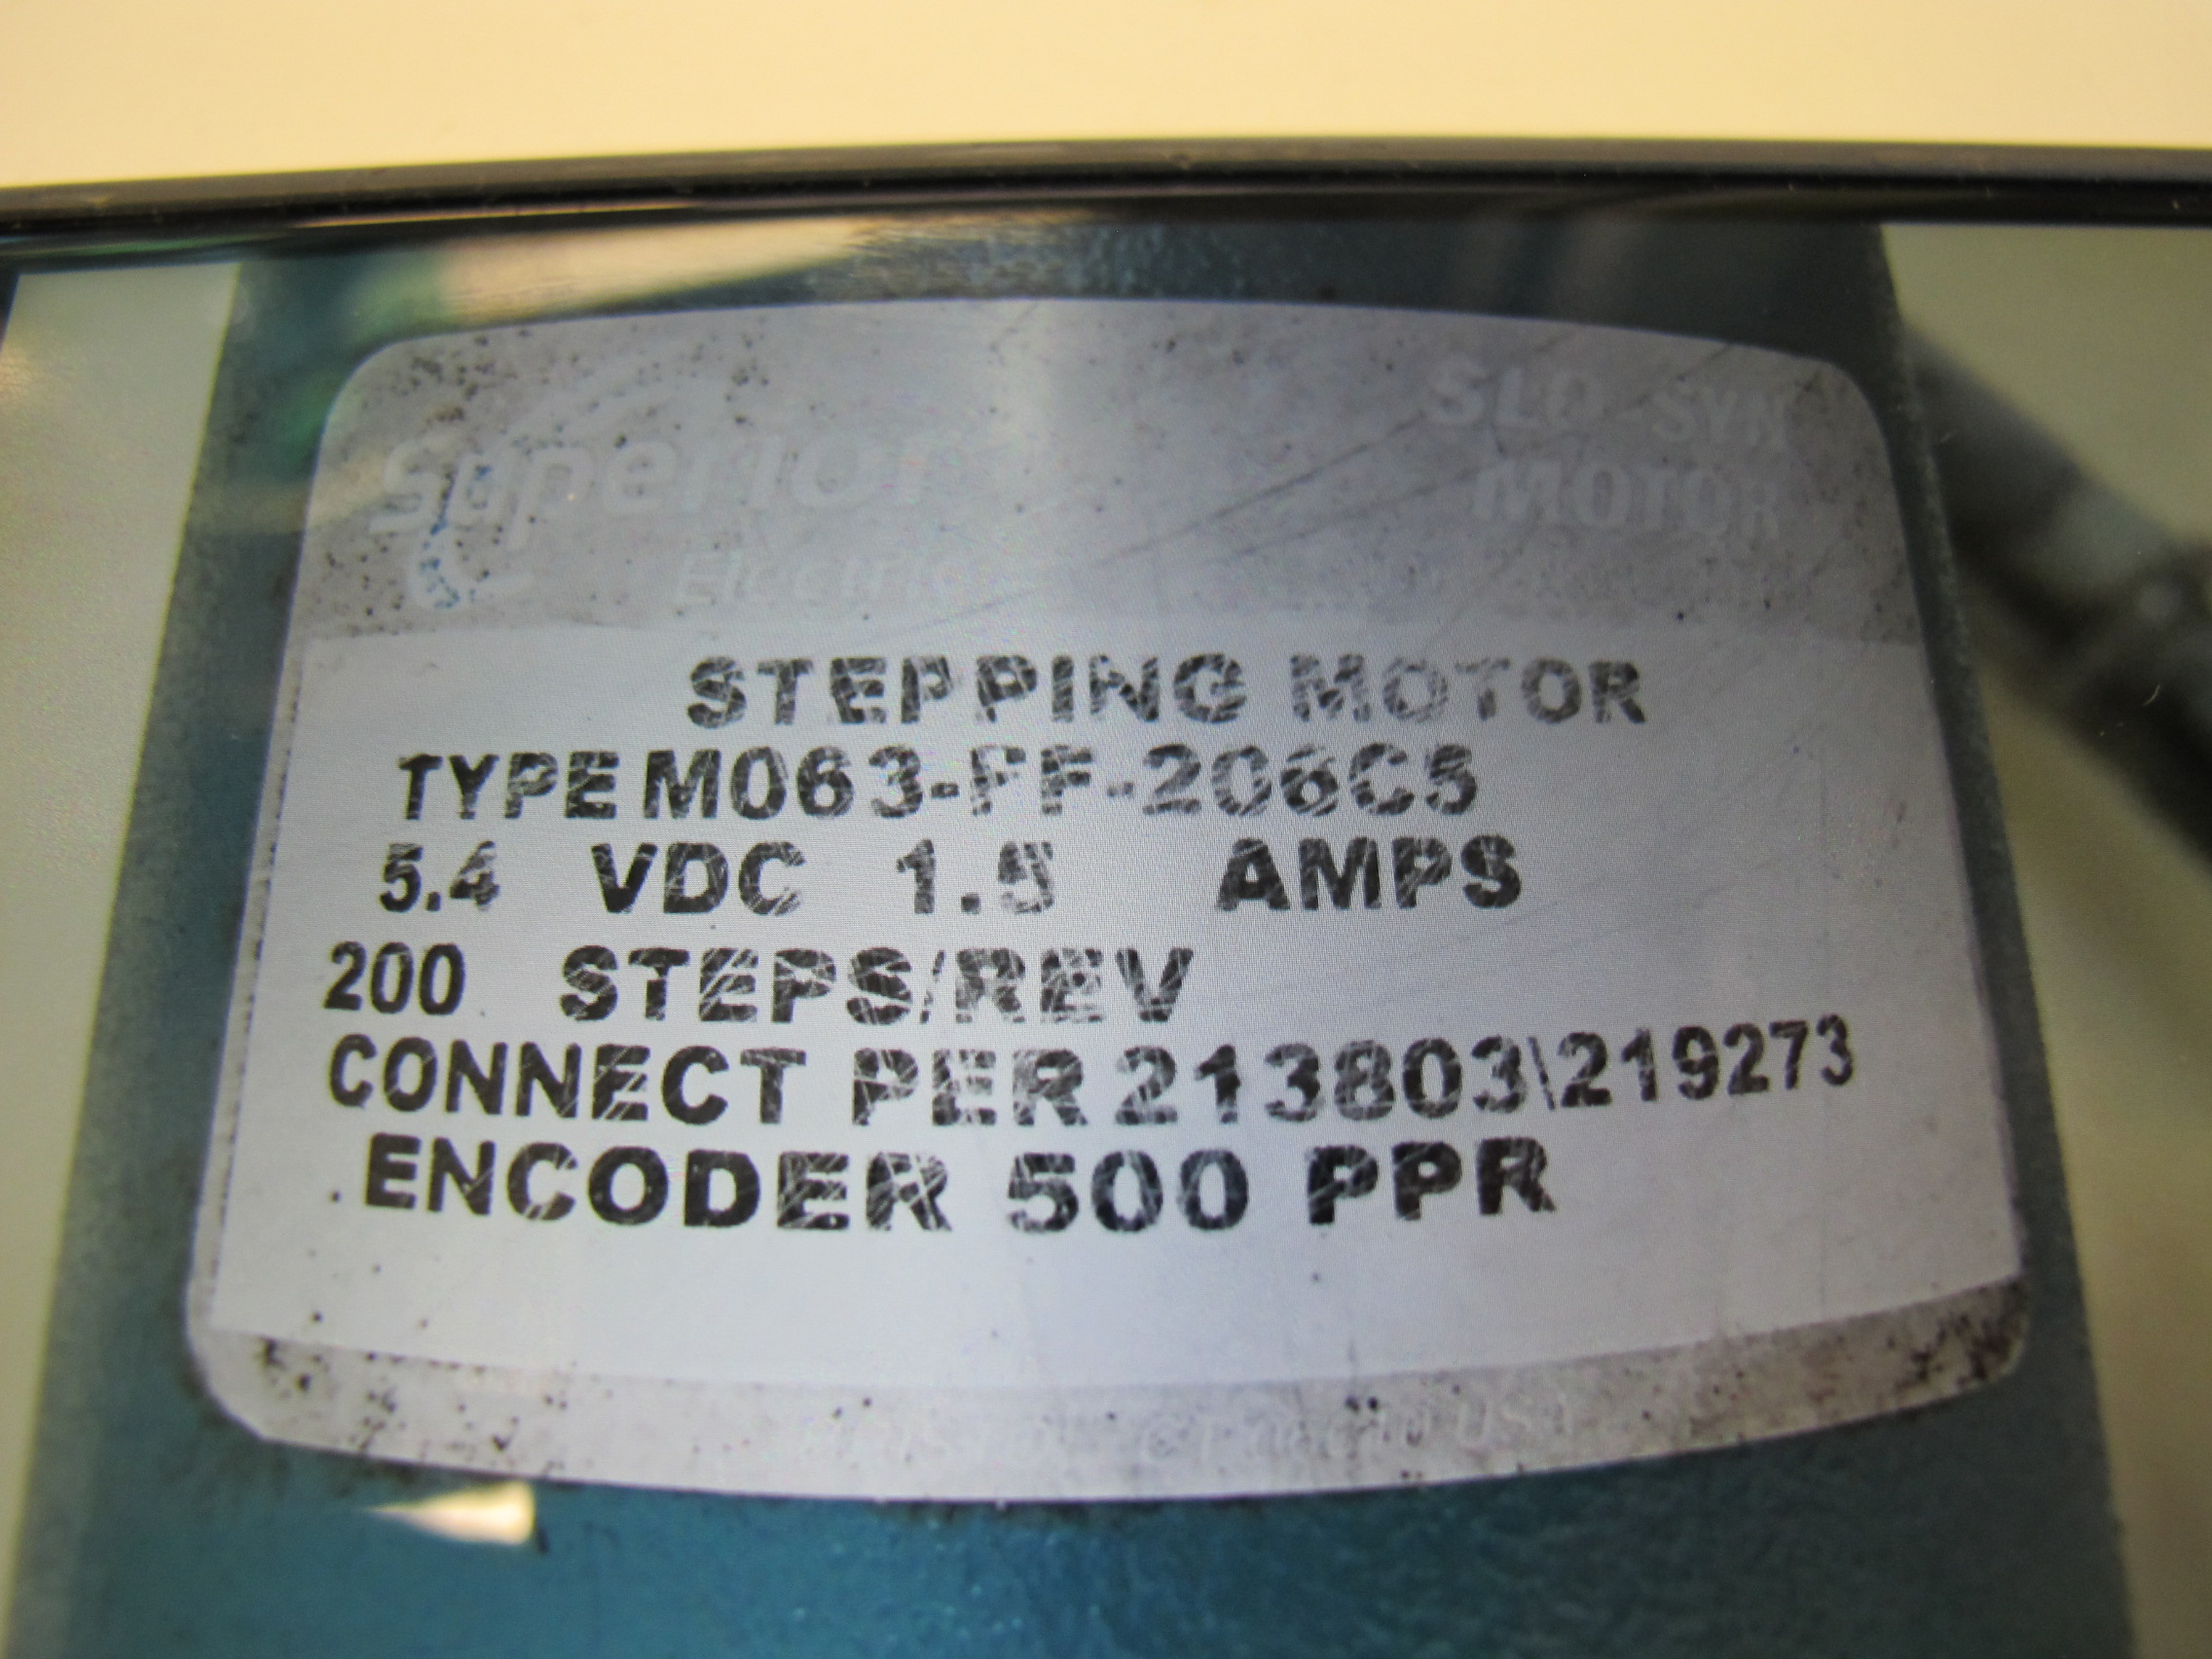 Superior
Electric
SLO SYN
MOTOR
STEPPING MOTOR
TYPE M063-FF-206C5
5.4 VDC 1.5 AMPS
200 STEPS/REV
CONNECT PER 213803\219273
.ENCODER 500 PPR
USA